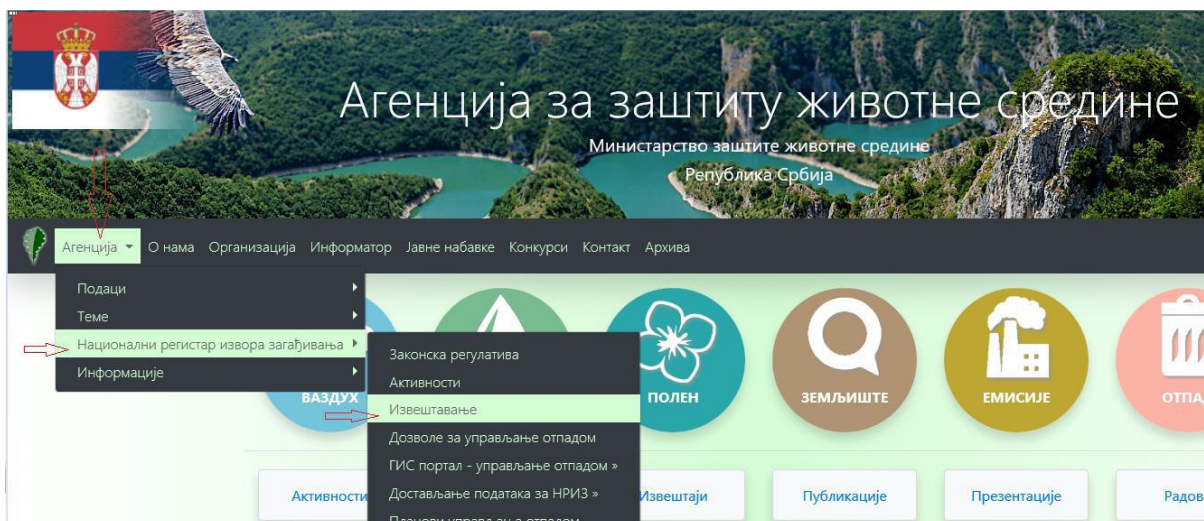 Агенција за заштиту животне средине
Министарство заштите животне средине
Република Србија
Агенција О нама Организација Информатор Јавне набавке Конкурси Контакт Архива
Подаци
Теме
Национални регистар извора загађивања
Информације
Законска регулатива
Активности
Извештавање
Дозволе за управљање отпадом
ГИС портал - управљање отпадом »
Достављање података за НРИЗ »
ВАЗДУХ
ПОЛЕН
ЗЕМЉИШТЕ
ЕМИСИЈЕ
ОТПА
Активности
Извештаји
Публикације
Презентације
Радов